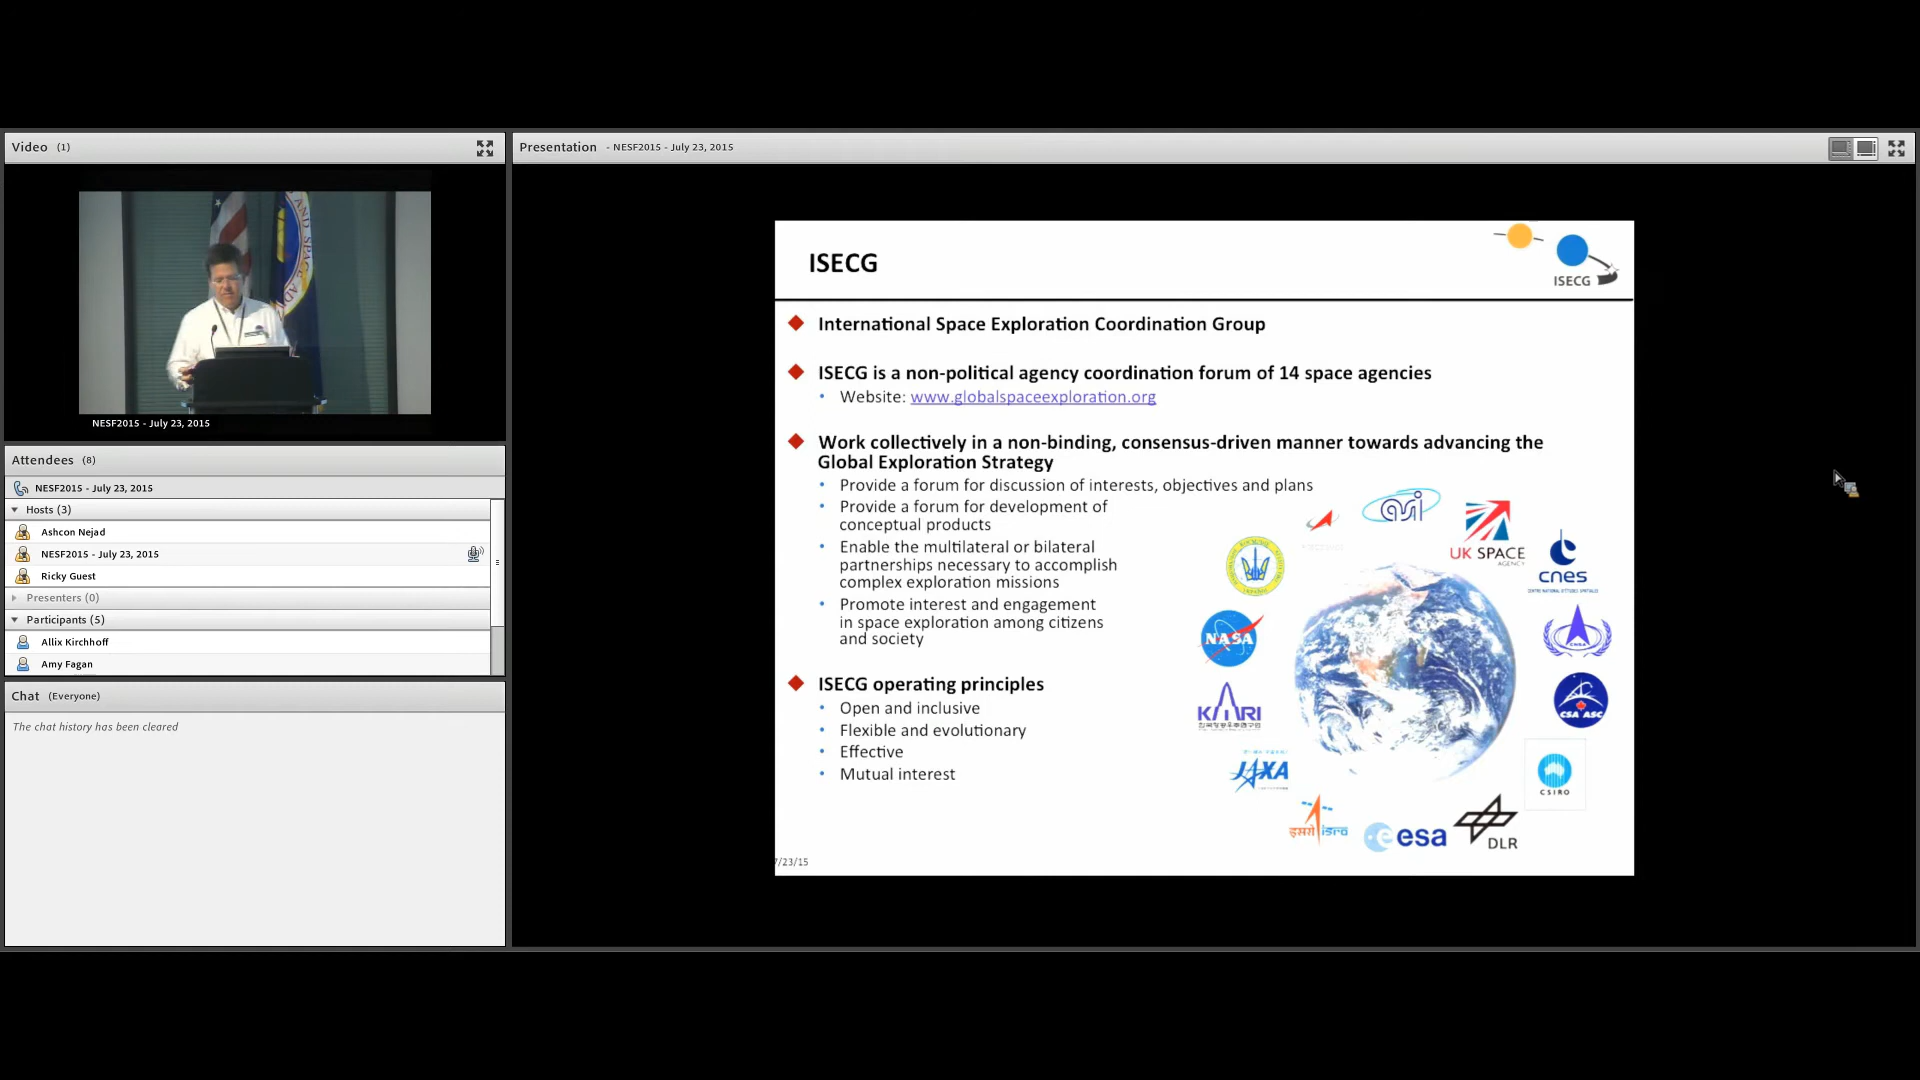 Video (1)
AND SPACE AD
NESF2015 - July 23, 2015
Attendees (8)
NESF2015 - July 23, 2015
Hosts (3)
Ashcon Nejad
NESF2015 - July 23, 2015
Ricky Guest
Presenters (0)
Participants (5)
Allix Kirchhoff
Amy Fagan
Chat (Everyone)
The chat history has been cleared
Presentation - NESF2015 - July 23, 2015
ISECG
ISECG
International Space Exploration Coordination Group
ISECG is a non-political agency coordination forum of 14 space agencies
• Website: www.globalspaceexploration.org
Work collectively in a non-binding, consensus-driven manner towards advancing the
Global Exploration Strategy
• Provide a forum for discussion of interests, objectives and plans
• Provide a forum for development of
conceptual products
• Enable the multilateral or bilateral
partnerships necessary to accomplish
complex exploration missions
• Promote interest and engagement
in space exploration among citizens
and society
ISECG operating principles
• Open and inclusive
• Flexible and evolutionary
• Effective
• Mutual interest
asi
UK SPACE
AGENCY
cnes
CNSA
NASA
CSA ASC
KARI
JAXA
CSIRO
इसरो isro
esa
DLR
7/23/15